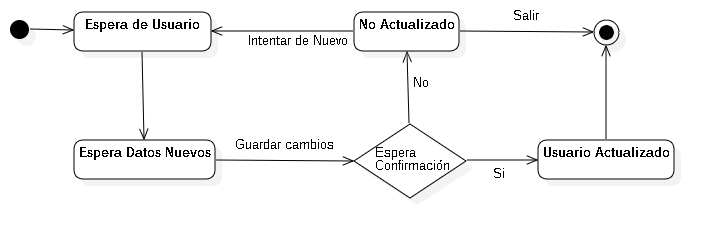 Espera de Usuario
No Actualizado
Salir
Intentar de Nuevo
No
Espera Datos Nuevos
Guardar cambios
Espera
Confirmación
Si
Usuario Actualizado